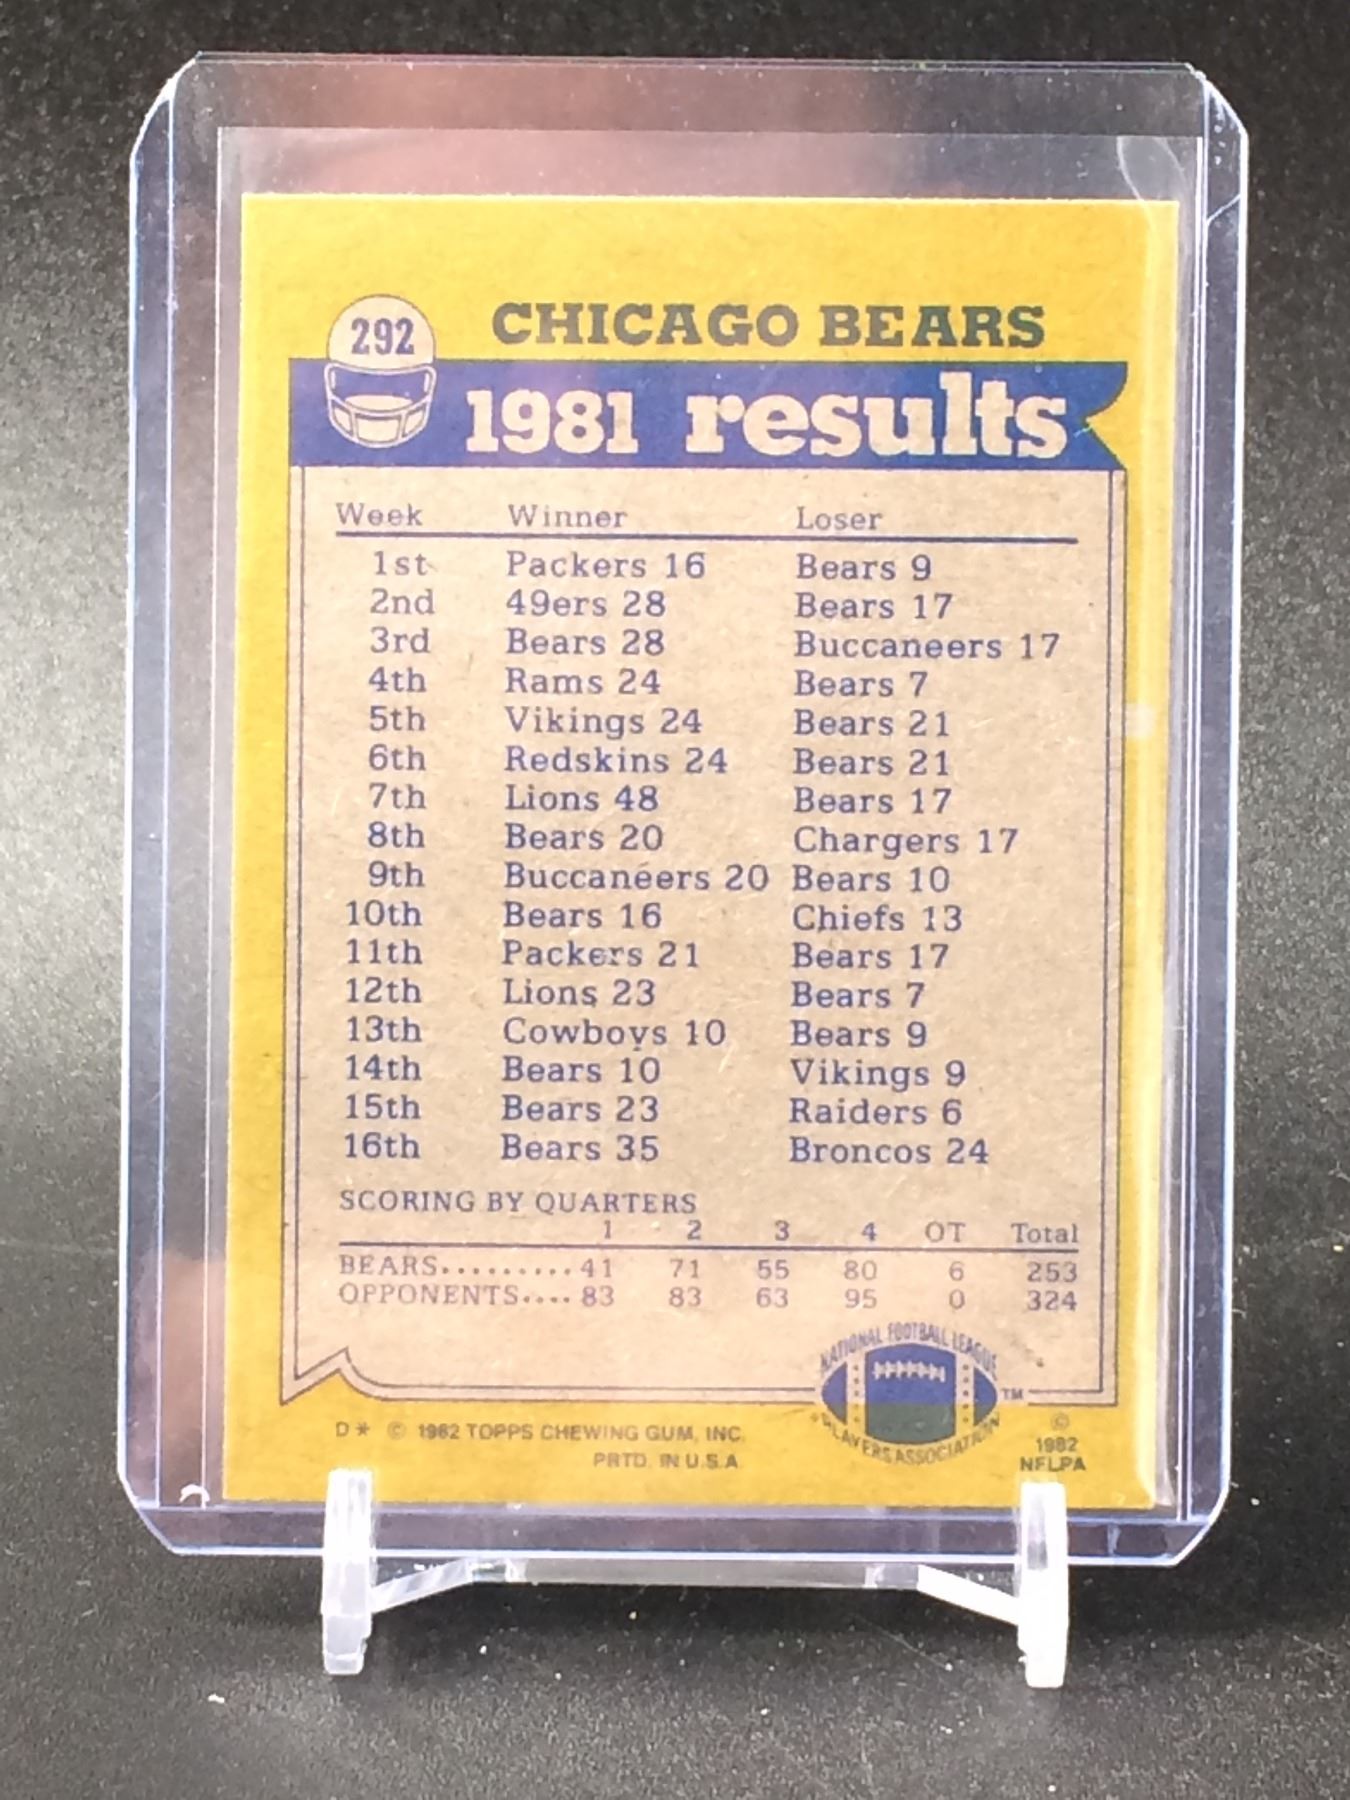 292
CHICAGO BEARS
1981 results
Week Winner Loser
1st Packers 16 Bears 9
2nd 49ers 28 Bears 17
3rd Bears 28 Buccaneers 17
4th Rams 24 Bears 7
5th Vikings 24 Bears 21
6th Redskins 24 Bears 21
7th Lions 48 Bears 17
8th Bears 20 Chargers 17
9th Buccaneers 20 Bears 10
10th Bears 16 Chiefs 13
11th Packers 21 Bears 17
12th Lions 23 Bears 7
13th Cowboys 10 Bears 9
14th Bears 10 Vikings 9
15th Bears 23 Raiders 6
16th Bears 35 Broncos 24
SCORING BY QUARTERS
1 2 3 4 OT Total
BEARS......... 41 71 55 80 6 253
OPPONENTS.... 83 83 63 95 0 324
NATIONAL FOOTBALL LEAGUE
TM
PLAYERS ASSOCIATION
D* © 1982 TOPPS CHEWING GUM, INC.
PRTD. IN U.S.A.
©
1982
NFLPA